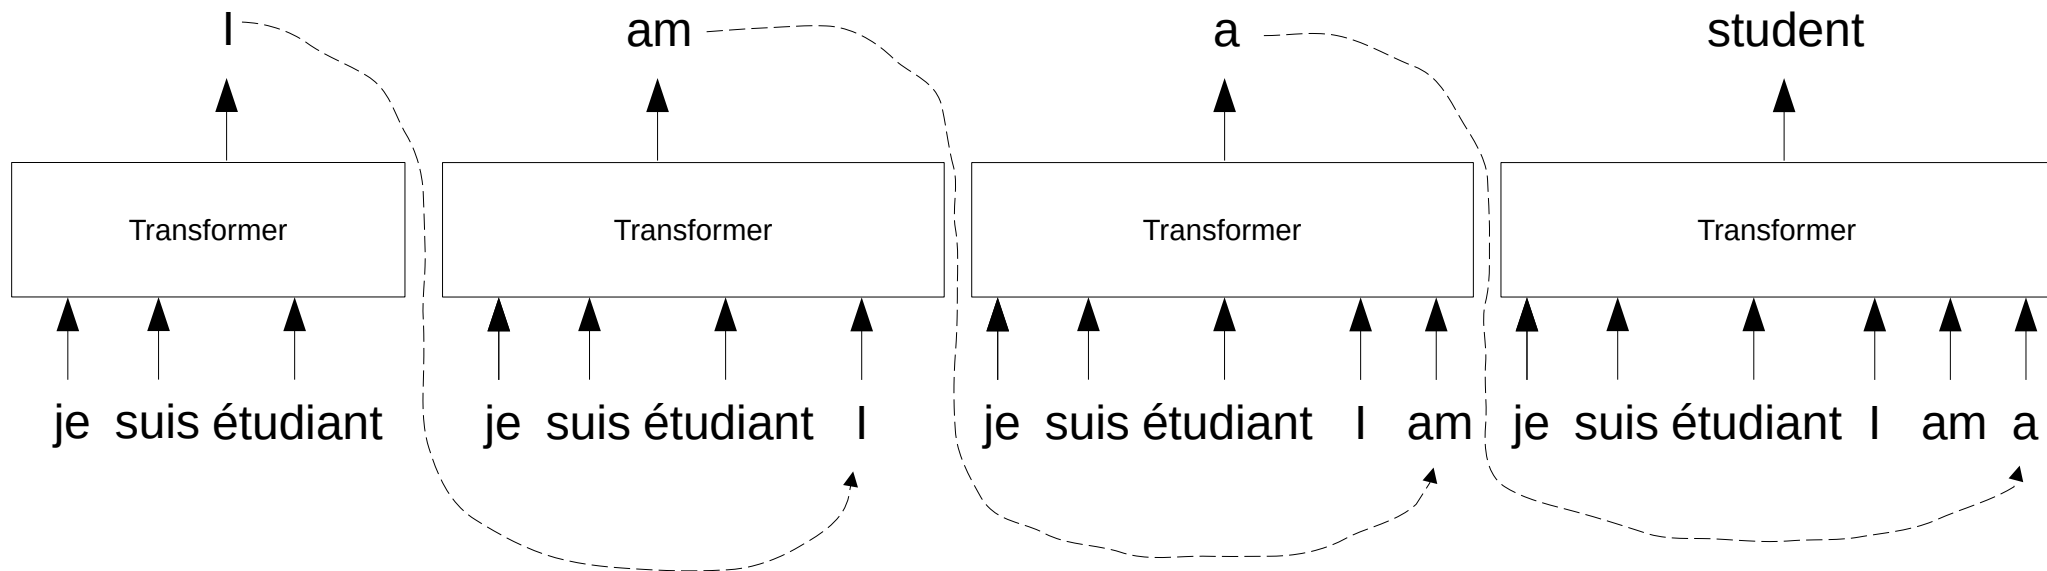 I am a student
Transformer Transformer Transformer Transformer
je suis étudiant je suis étudiant I je suis étudiant I am je suis étudiant I am a